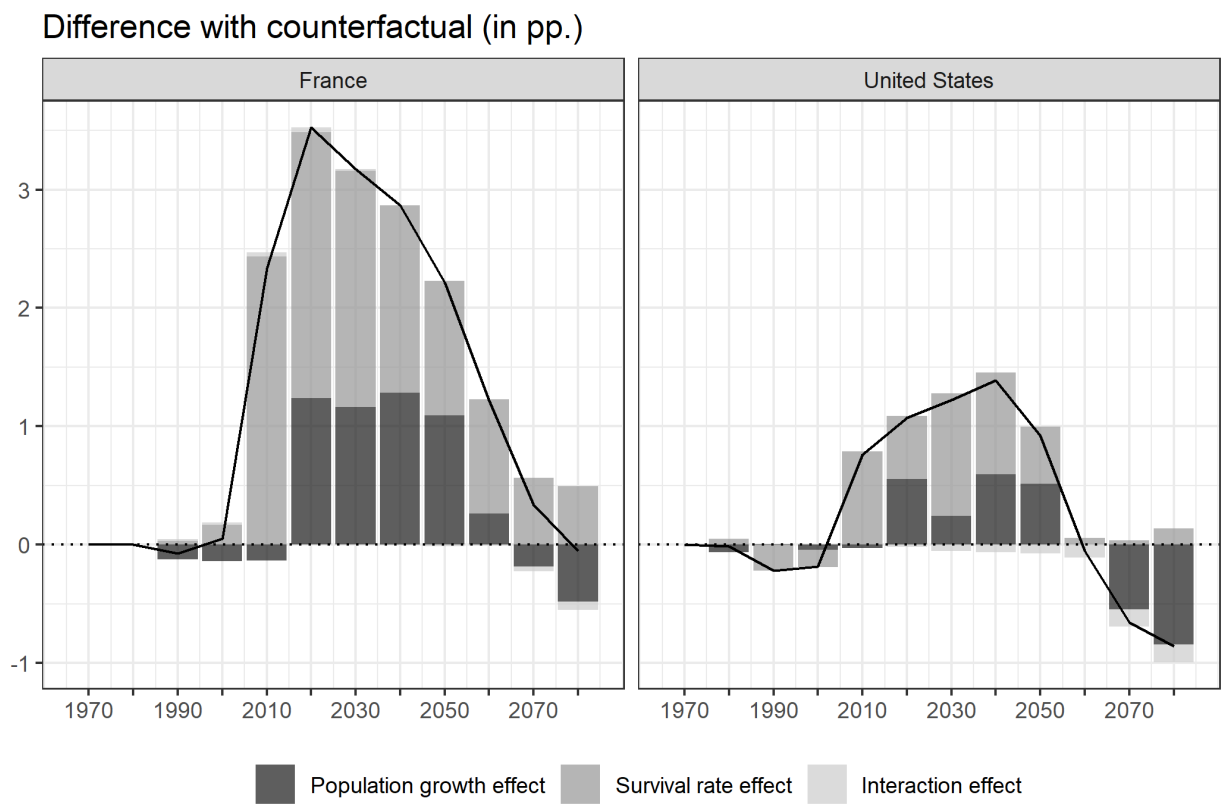 Difference with counterfactual (in pp.)
France
United States
3
2
1
0
-1
1970 1990 2010 2030 2050 2070
1970 1990 2010 2030 2050 2070
Population growth effect Survival rate effect Interaction effect